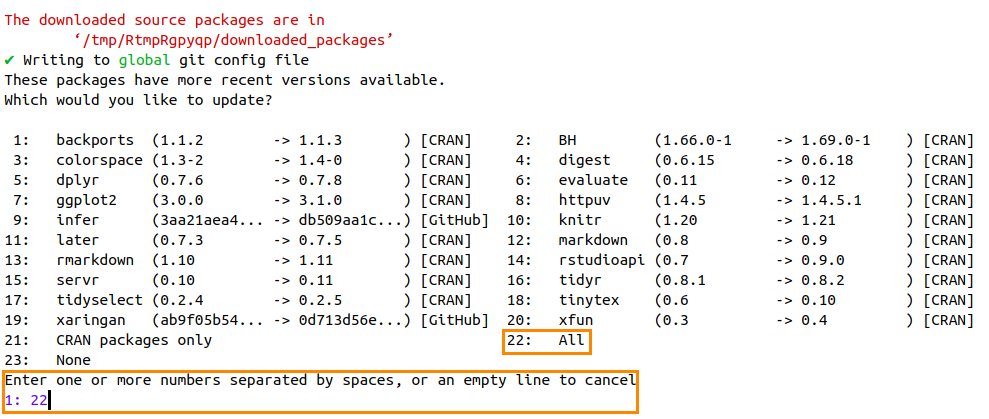 The downloaded source packages are in
‘/tmp/RtmpRgpyqp/downloaded_packages’
✔ Writing to global git config file
These packages have more recent versions available.
Which would you like to update?
1: backports (1.1.2 -> 1.1.3 ) [CRAN] 2: BH (1.66.0-1 -> 1.69.0-1 ) [CRAN]
3: colorspace (1.3-2 -> 1.4-0 ) [CRAN] 4: digest (0.6.15 -> 0.6.18 ) [CRAN]
5: dplyr (0.7.6 -> 0.7.8 ) [CRAN] 6: evaluate (0.11 -> 0.12 ) [CRAN]
7: ggplot2 (3.0.0 -> 3.1.0 ) [CRAN] 8: httpuv (1.4.5 -> 1.4.5.1 ) [CRAN]
9: infer (3aa21aea4... -> db509aa1c...) [GitHub] 10: knitr (1.20 -> 1.21 ) [CRAN]
11: later (0.7.3 -> 0.7.5 ) [CRAN] 12: markdown (0.8 -> 0.9 ) [CRAN]
13: rmarkdown (1.10 -> 1.11 ) [CRAN] 14: rstudioapi (0.7 -> 0.9.0 ) [CRAN]
15: servr (0.10 -> 0.11 ) [CRAN] 16: tidyr (0.8.1 -> 0.8.2 ) [CRAN]
17: tidyselect (0.2.4 -> 0.2.5 ) [CRAN] 18: tinytex (0.6 -> 0.10 ) [CRAN]
19: xaringan (ab9f05b54... -> 0d713d56e...) [GitHub] 20: xfun (0.3 -> 0.4 ) [CRAN]
21: CRAN packages only 22: All
23: None
Enter one or more numbers separated by spaces, or an empty line to cancel
1: 22